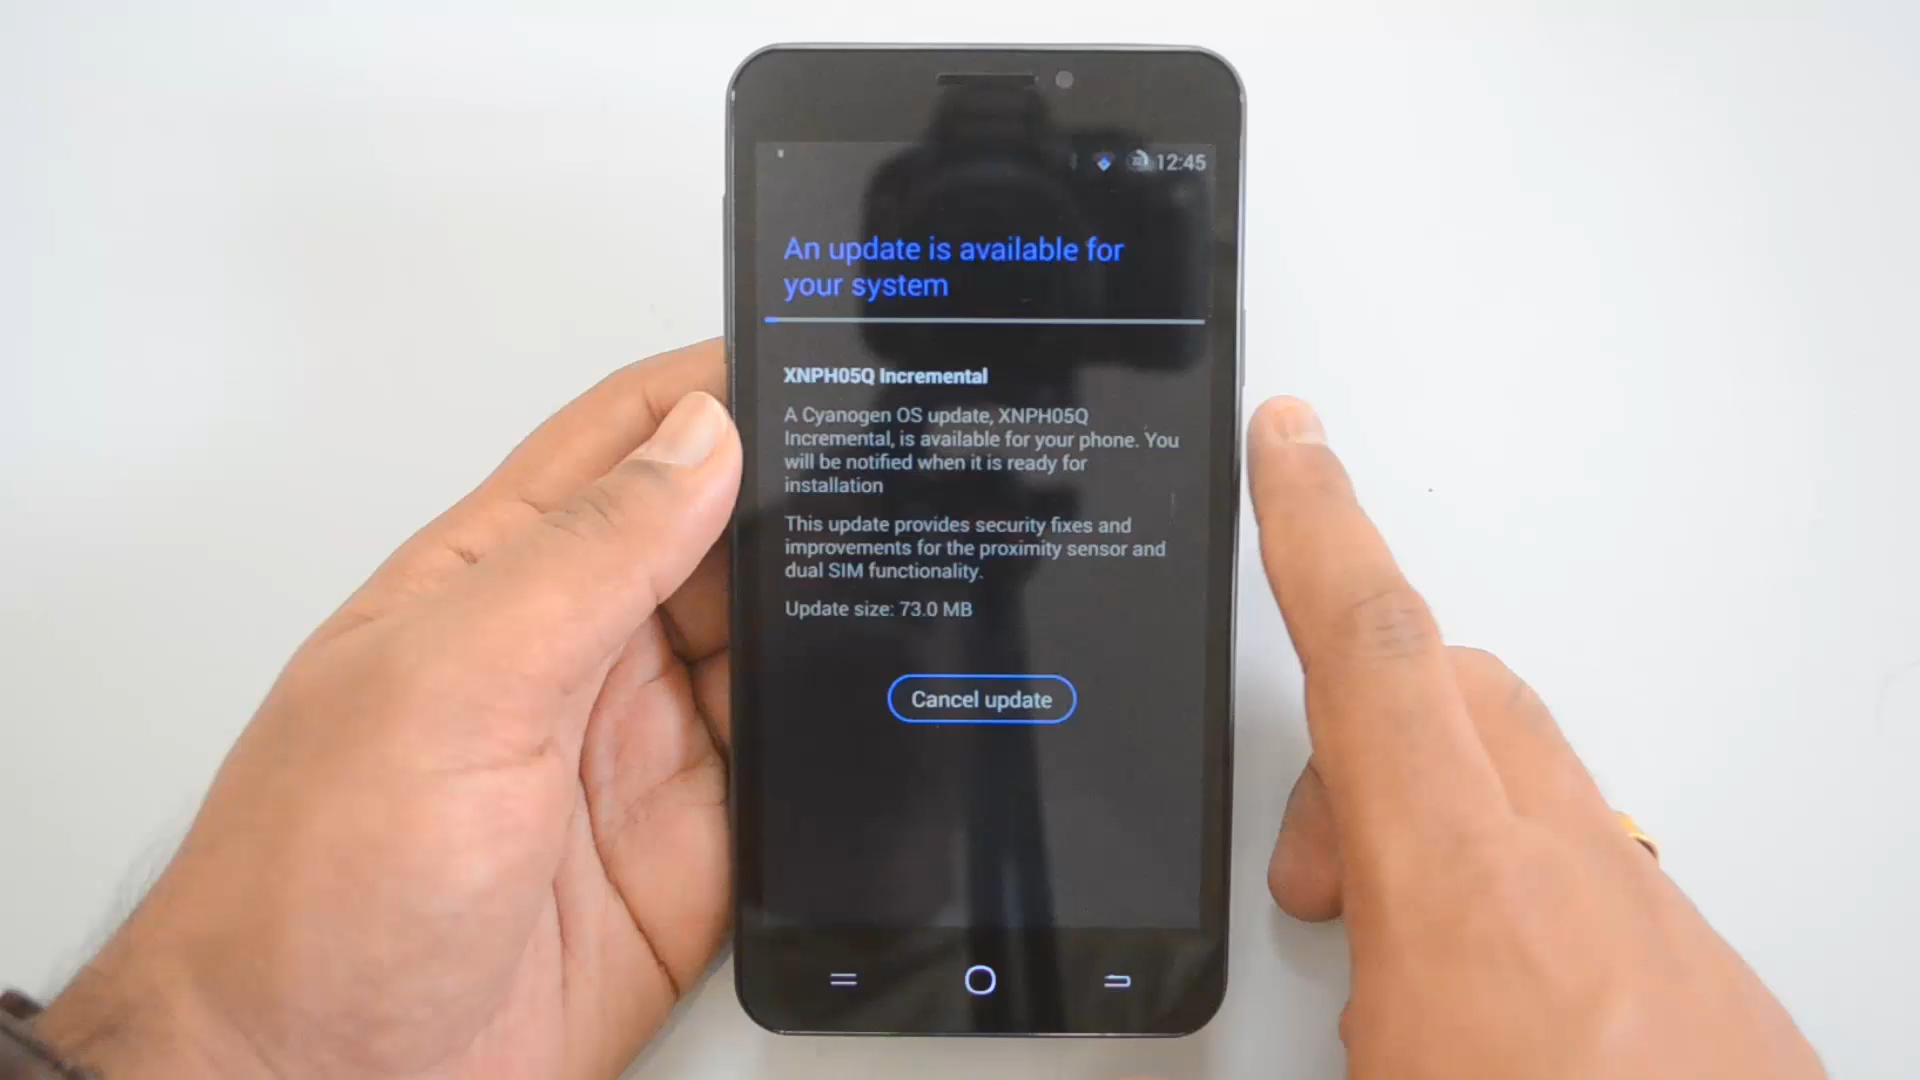 12:45
An update is available for
your system
XNPH05Q Incremental
A Cyanogen OS update, XNPH05Q
Incremental, is available for your phone. You
will be notified when it is ready for
installation
This update provides security fixes and
improvements for the proximity sensor and
dual SIM functionality.
Update size: 73.0 MB
Cancel update